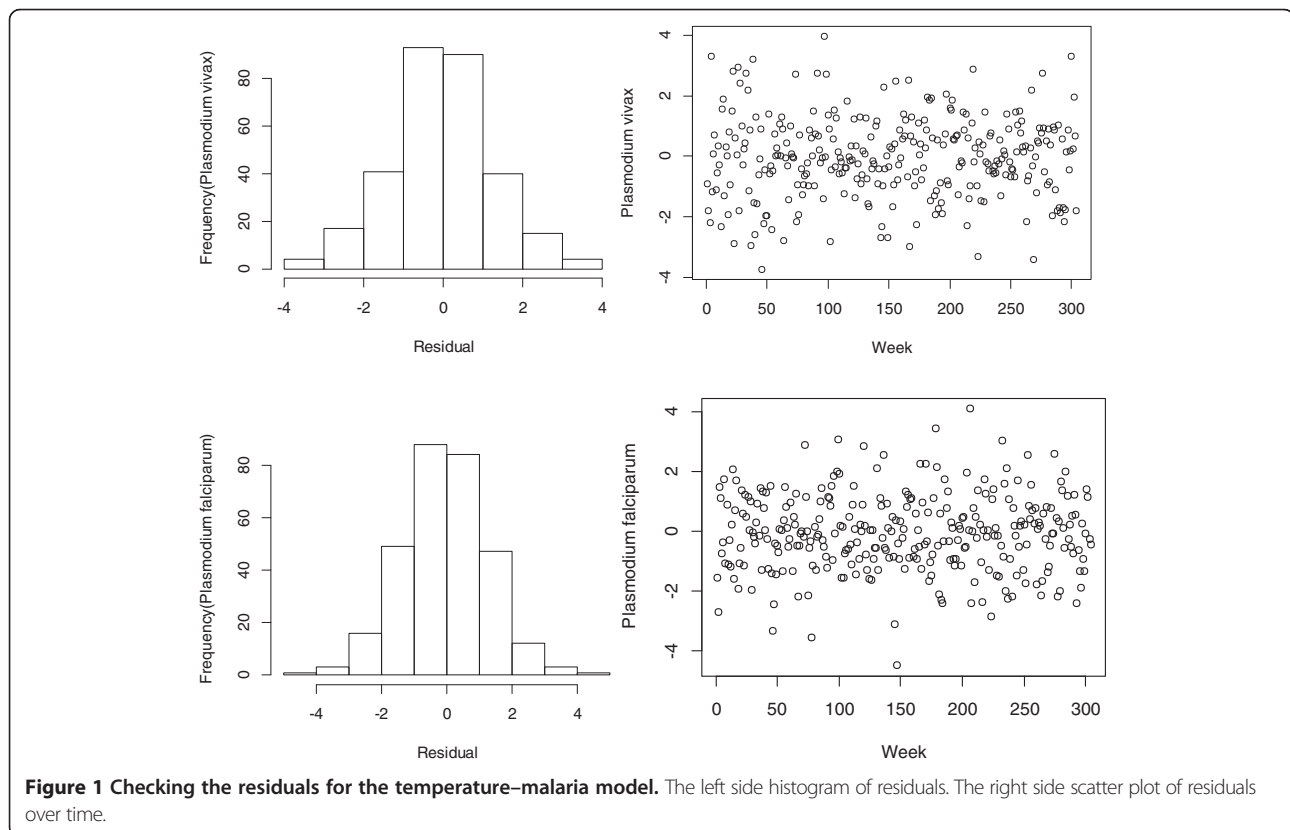 Frequency(Plasmodium vivax)
0 20 40 60 80
-4 -2 0 2 4
Residual
Plasmodium vivax
-4 -2 0 2 4
0 50 100 150 200 250 300
Week
Frequency(Plasmodium falciparum)
0 20 40 60 80
-4 -2 0 2 4
Residual
Plasmodium falciparum
-4 -2 0 2 4
0 50 100 150 200 250 300
Week
Figure 1 Checking the residuals for the temperature–malaria model. The left side histogram of residuals. The right side scatter plot of residuals
over time.